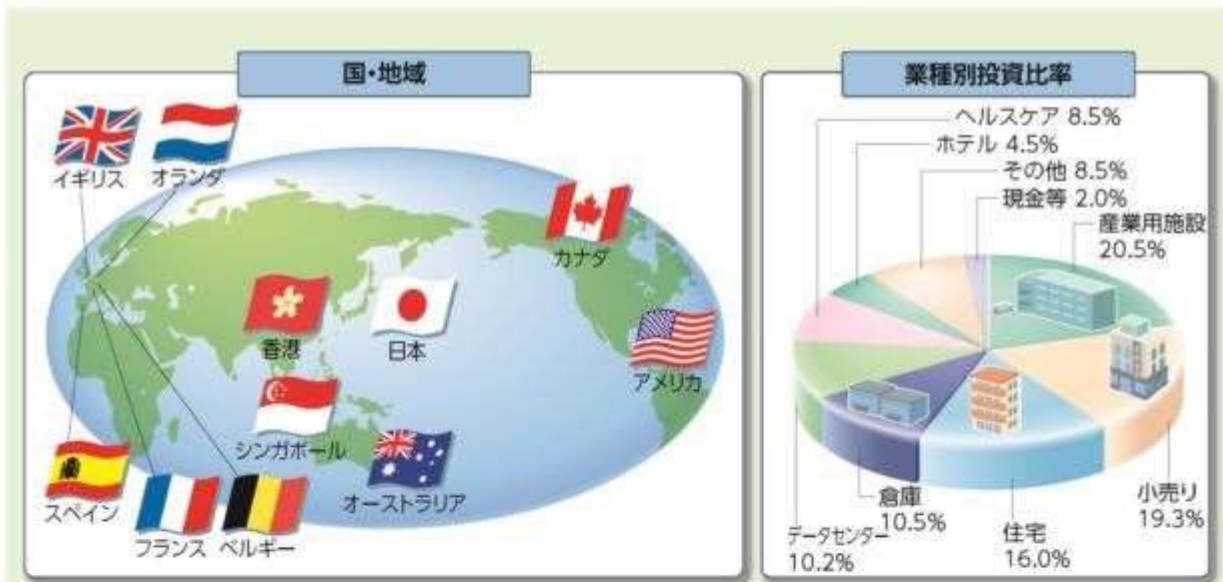 国・地域
イギリス
オランダ
カナダ
香港
日本
アメリカ
シンガポール
オーストラリア
スペイン
フランス
ベルギー
業種別投資比率
ヘルスケア 8.5%
ホテル 4.5%
その他 8.5%
現金等 2.0%
産業用施設
20.5%
小売り
19.3%
住宅
16.0%
倉庫
10.5%
データセンター
10.2%